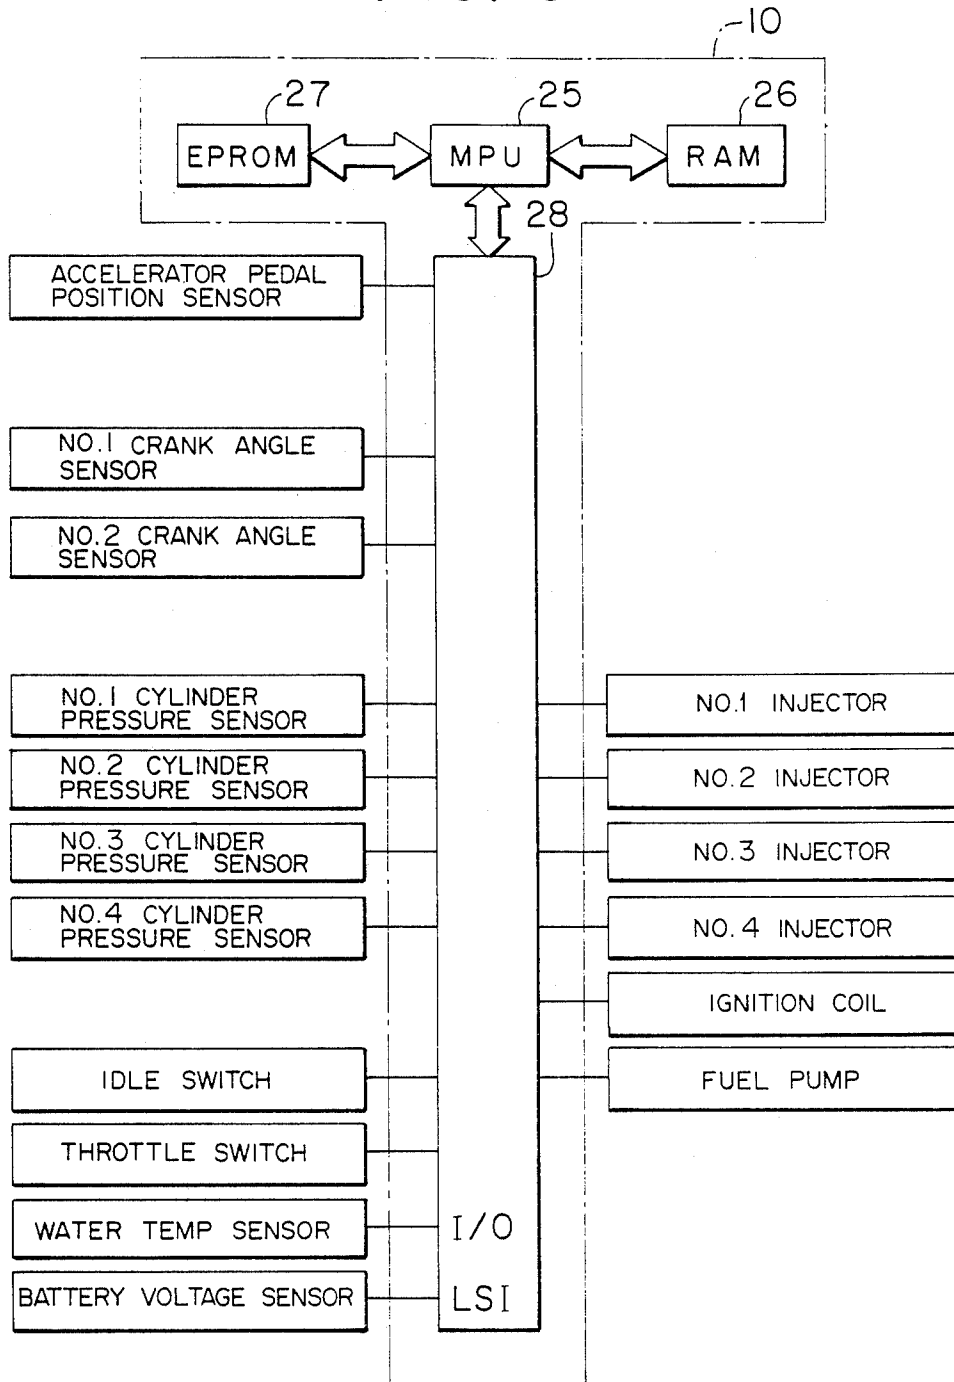 10
27
25
26
EPROM
MPU
RAM
28
ACCELERATOR PEDAL
POSITION SENSOR
NO.1 CRANK ANGLE
SENSOR
NO.2 CRANK ANGLE
SENSOR
NO.1 CYLINDER
PRESSURE SENSOR
NO.1 INJECTOR
NO.2 CYLINDER
PRESSURE SENSOR
NO.2 INJECTOR
NO.3 CYLINDER
PRESSURE SENSOR
NO.3 INJECTOR
NO.4 CYLINDER
PRESSURE SENSOR
NO.4 INJECTOR
IGNITION COIL
IDLE SWITCH
FUEL PUMP
THROTTLE SWITCH
WATER TEMP SENSOR
I/O
BATTERY VOLTAGE SENSOR
LSI